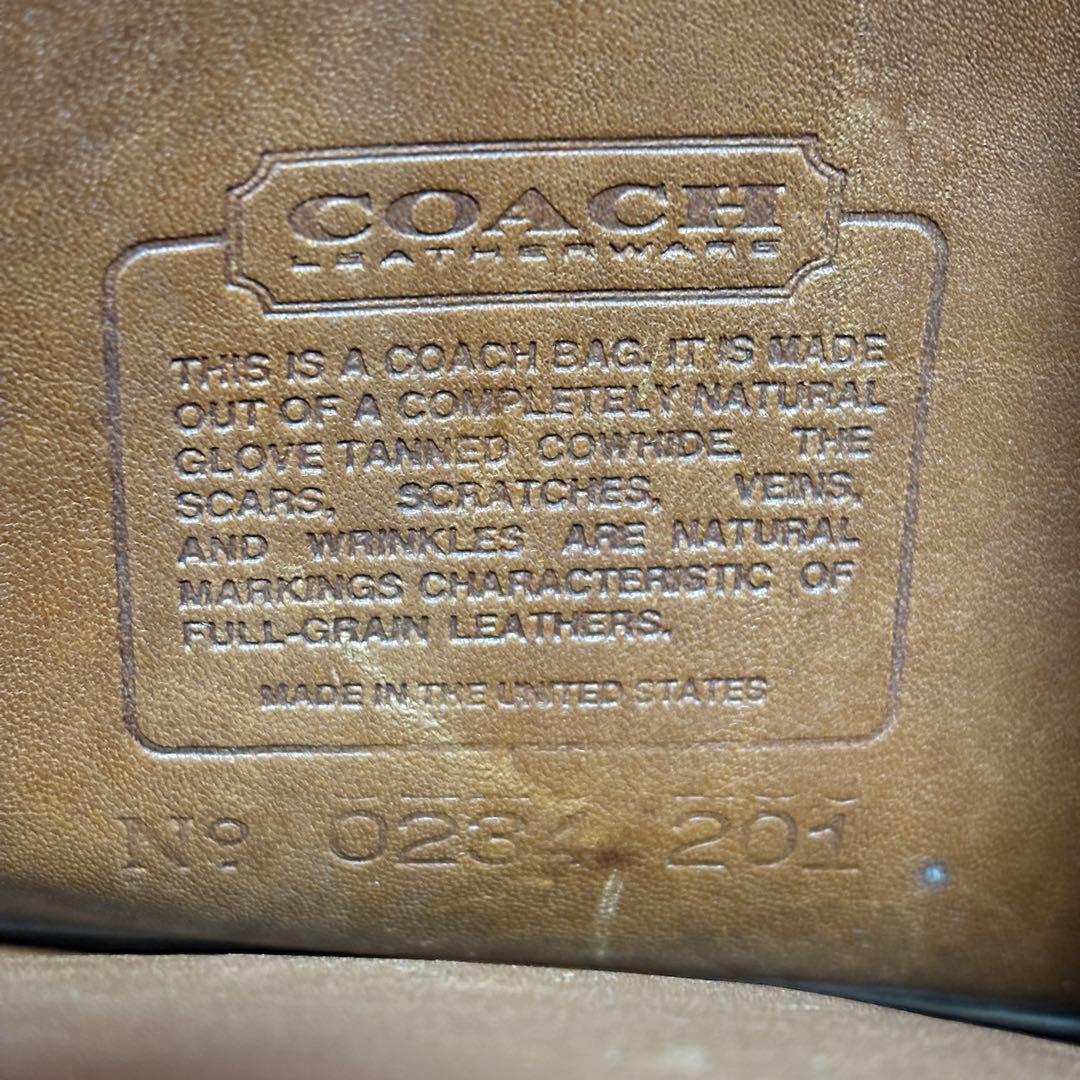 COACH
LEATHERWARE
THIS IS A COACH BAG. IT IS MADE
OUT OF A COMPLETELY NATURAL
GLOVE TANNED COWHIDE. THE
SCARS, SCRATCHES, VEINS,
AND WRINKLES ARE NATURAL
MARKINGS CHARACTERISTIC OF
FULL-GRAIN LEATHERS.
MADE IN THE UNITED STATES
Nº 0234 201